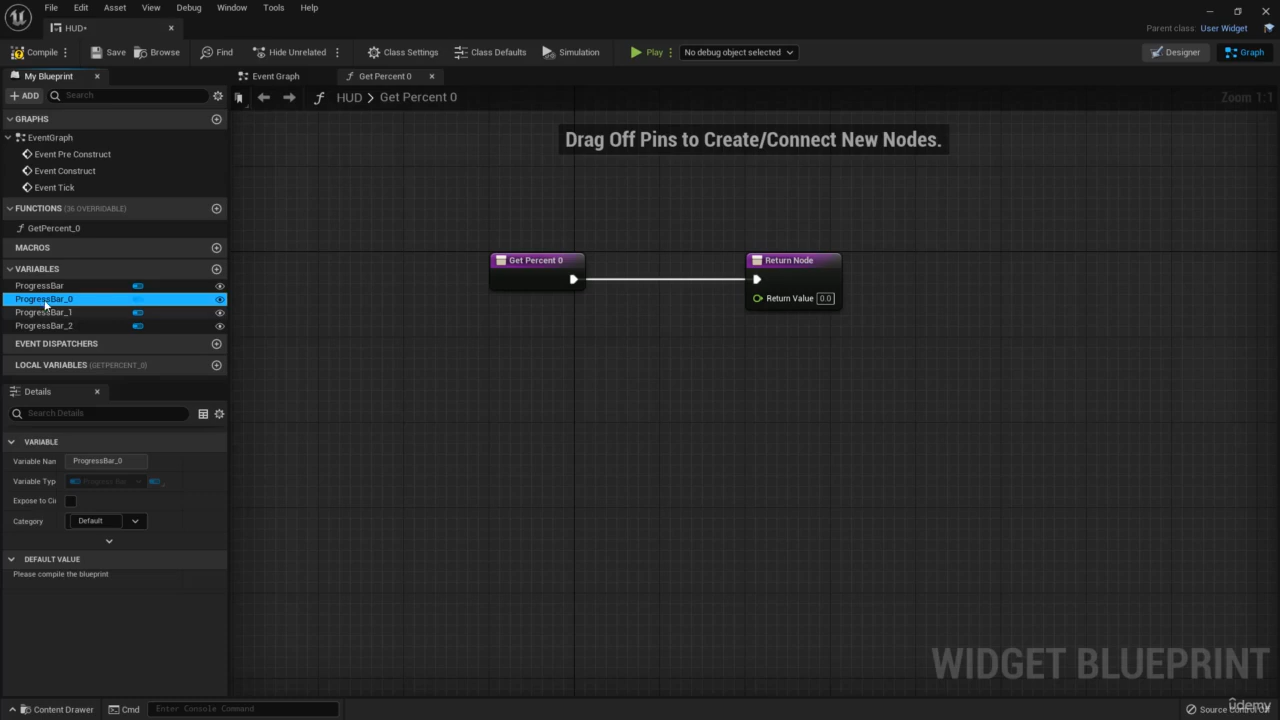 File Edit Asset View Debug Window Tools Help
HUD•
Parent class: User Widget
Compile Save Browse Find Hide Unrelated Class Settings Class Defaults Simulation Play No debug object selected Designer Graph
My Blueprint Event Graph Get Percent 0
ADD Search HUD Get Percent 0 Zoom 1:1
GRAPHS
Drag Off Pins to Create/Connect New Nodes.
EventGraph
Event Pre Construct
Event Construct
Event Tick
FUNCTIONS (36 OVERRIDABLE)
GetPercent_0
MACROS
VARIABLES
ProgressBar
ProgressBar_0
ProgressBar_1
ProgressBar_2
Get Percent 0
Return Node
Return Value 0.0
EVENT DISPATCHERS
LOCAL VARIABLES (GETPERCENT_0)
Details
Search Details
VARIABLE
Variable Nan ProgressBar_0
Variable Typ Progress Bar
Expose to Ci
Category Default
DEFAULT VALUE
Please compile the blueprint
WIDGET BLUEPRINT
Content Drawer Cmd Enter Console Command Source Control Off
udemy